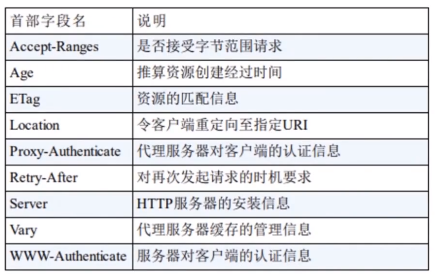 首部字段名 说明
Accept-Ranges 是否接受字节范围请求
Age 推算资源创建经过时间
ETag 资源的匹配信息
Location 令客户端重定向至指定URI
Proxy-Authenticate 代理服务器对客户端的认证信息
Retry-After 对再次发起请求的时机要求
Server HTTP服务器的安装信息
Vary 代理服务器缓存的管理信息
WWW-Authenticate 服务器对客户端的认证信息